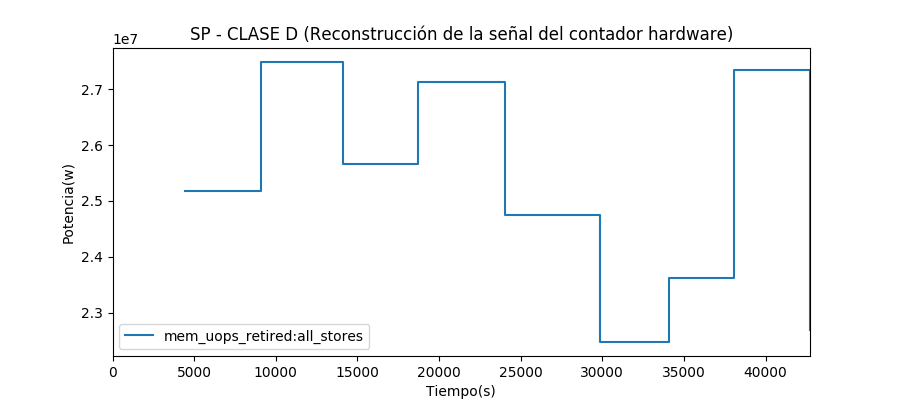 SP - CLASE D (Reconstrucción de la señal del contador hardware)
1e7
2.7
2.6
2.5
2.4
2.3
Potencia(w)
mem_uops_retired:all_stores
0 5000 10000 15000 20000 25000 30000 35000 40000
Tiempo(s)